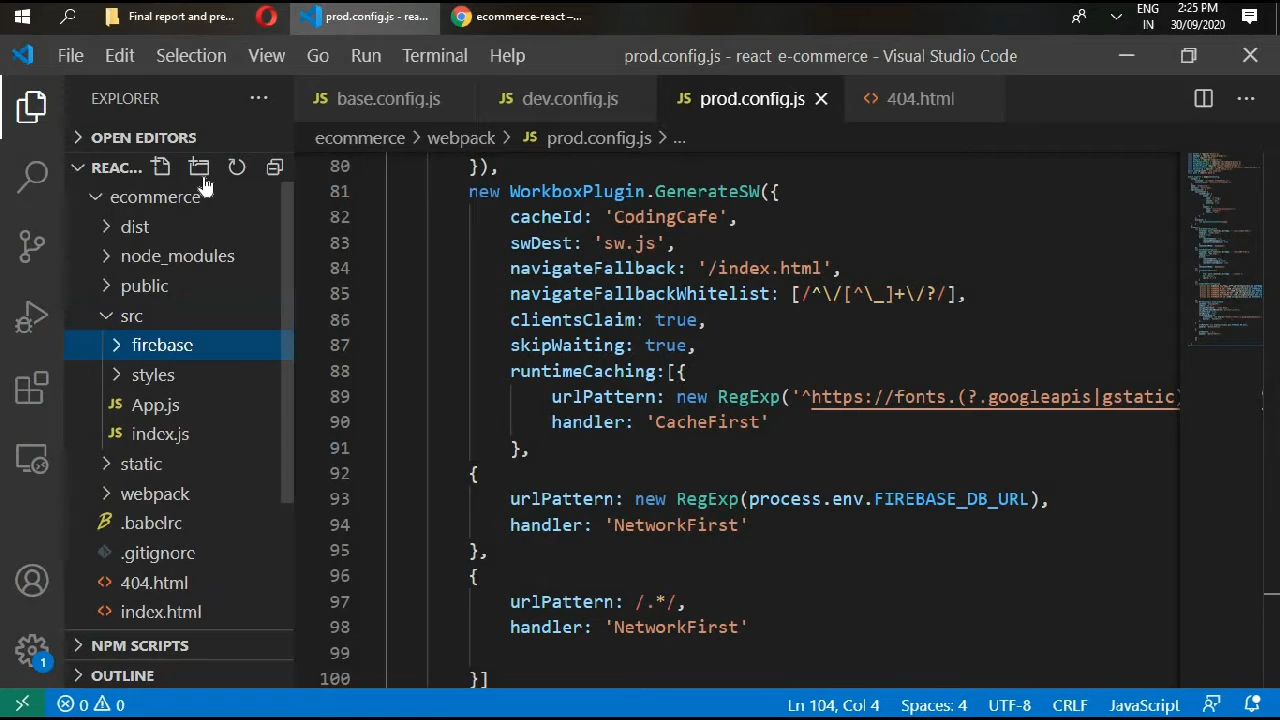 Final report and pre...
prod.config.js - rea...
ecommerce-react –...
ENG
IN
2:25 PM
30/09/2020
File Edit Selection View Go Run Terminal Help
prod.config.js - react e-commerce - Visual Studio Code
EXPLORER
base.config.js
dev.config.js
prod.config.js
404.html
OPEN EDITORS
ecommerce > webpack > prod.config.js > ...
REAC...
ecommerce
dist
node_modules
public
src
firebase
styles
App.js
index.js
static
webpack
.babelrc
.gitignore
404.html
index.html
NPM SCRIPTS
OUTLINE
80 }),
81 new WorkboxPlugin.GenerateSW({
82 cacheId: 'CodingCafe',
83 swDest: 'sw.js',
84 navigateFallback: '/index.html',
85 navigateFallbackWhitelist: [/^\/[^\_]+\/?/],
86 clientsClaim: true,
87 skipWaiting: true,
88 runtimeCaching:[{
89 urlPattern: new RegExp('^https://fonts.(?.googleapis|gstatic)
90 handler: 'CacheFirst'
91 },
92 {
93 urlPattern: new RegExp(process.env.FIREBASE_DB_URL),
94 handler: 'NetworkFirst'
95 },
96 {
97 urlPattern: /.*/,
98 handler: 'NetworkFirst'
99
100 }]
1
0 0
Ln 104, Col 4
Spaces: 4
UTF-8
CRLF
JavaScript